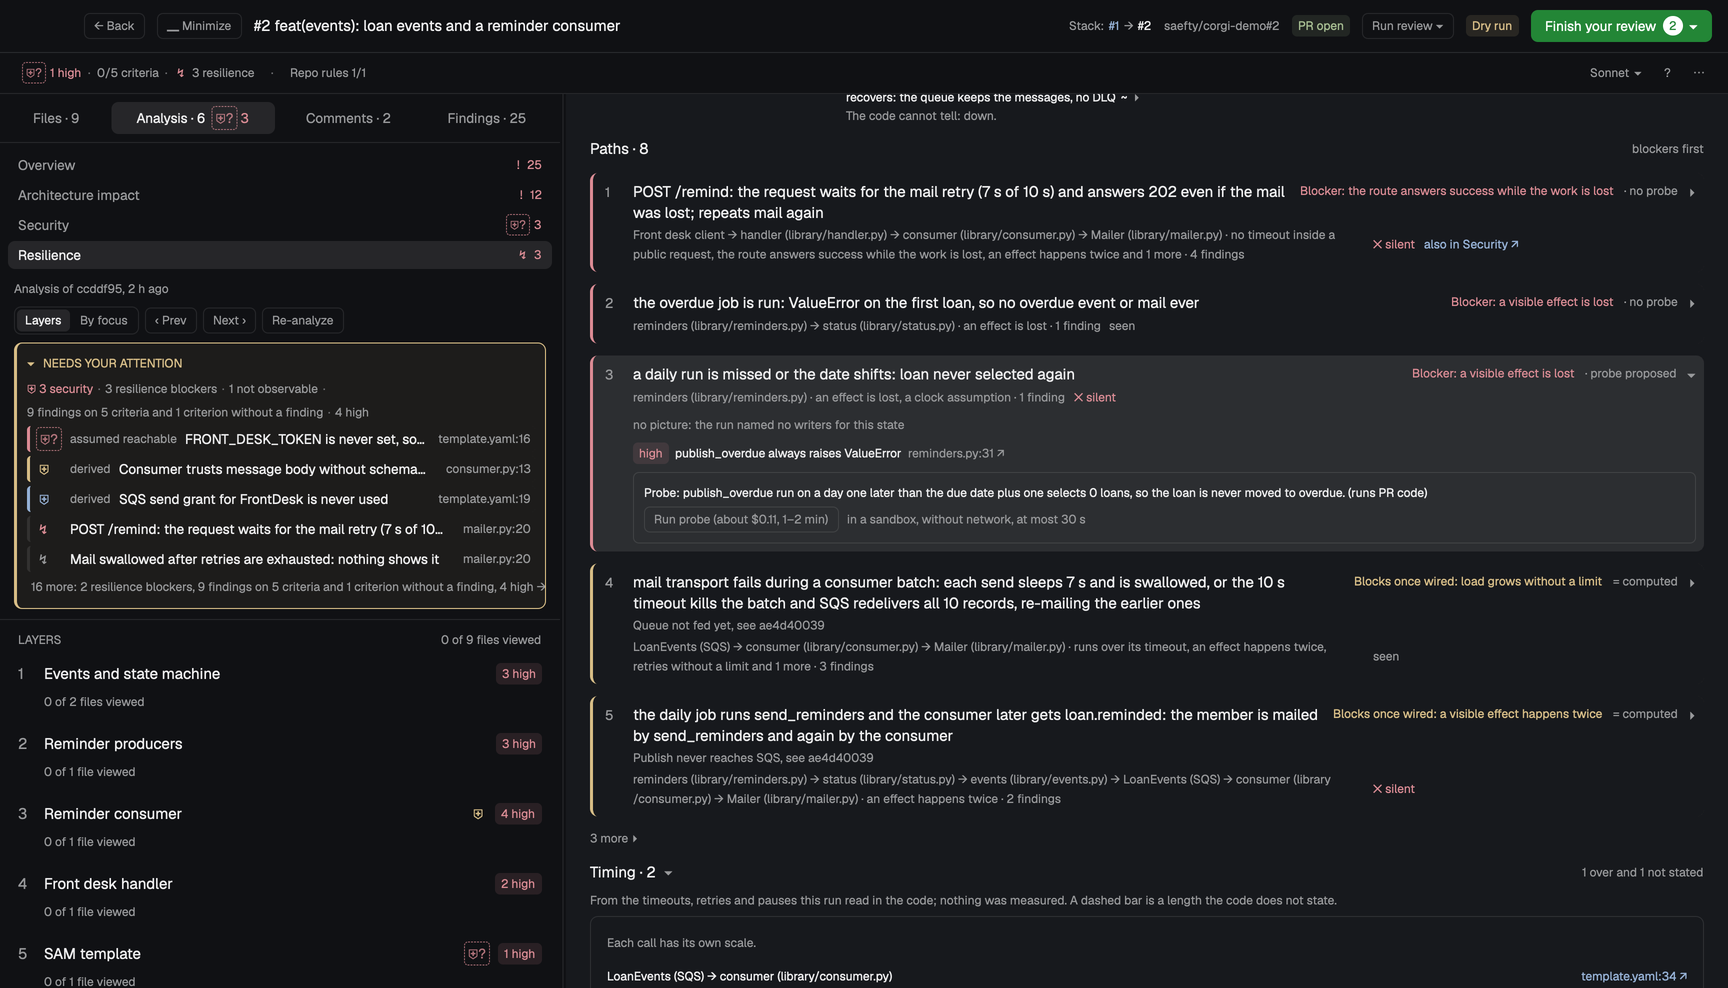 ← Back
Minimize
#2 feat(events): loan events and a reminder consumer
Stack: #1 → #2
saefty/corgi-demo#2
PR open
Run review
Dry run
Finish your review 2
1 high · 0/5 criteria · 3 resilience · Repo rules 1/1
Sonnet
?
...
Files · 9
Analysis · 6 ? 3
Comments · 2
Findings · 25
Overview ! 25
Architecture impact ! 12
Security ? 3
Resilience 3
Analysis of ccddf95, 2 h ago
Layers
By focus
‹ Prev
Next ›
Re-analyze
NEEDS YOUR ATTENTION
3 security · 3 resilience blockers · 1 not observable ·
9 findings on 5 criteria and 1 criterion without a finding · 4 high
? assumed reachable FRONT_DESK_TOKEN is never set, so... template.yaml:16
derived Consumer trusts message body without schema... consumer.py:13
derived SQS send grant for FrontDesk is never used template.yaml:19
POST /remind: the request waits for the mail retry (7 s of 10... mailer.py:20
Mail swallowed after retries are exhausted: nothing shows it mailer.py:20
16 more: 2 resilience blockers, 9 findings on 5 criteria and 1 criterion without a finding, 4 high →
LAYERS
0 of 9 files viewed
1 Events and state machine 3 high
0 of 2 files viewed
2 Reminder producers 3 high
0 of 1 file viewed
3 Reminder consumer 4 high
0 of 1 file viewed
4 Front desk handler 2 high
0 of 1 file viewed
5 SAM template ? 1 high
0 of 1 file viewed
recovers: the queue keeps the messages, no DLQ ~
The code cannot tell: down.
Paths · 8
blockers first
1 POST /remind: the request waits for the mail retry (7 s of 10 s) and answers 202 even if the mail
was lost; repeats mail again
Blocker: the route answers success while the work is lost · no probe
Front desk client → handler (library/handler.py) → consumer (library/consumer.py) → Mailer (library/mailer.py) · no timeout inside a
public request, the route answers success while the work is lost, an effect happens twice and 1 more · 4 findings
✕ silent also in Security ↗
2 the overdue job is run: ValueError on the first loan, so no overdue event or mail ever
Blocker: a visible effect is lost · no probe
reminders (library/reminders.py) → status (library/status.py) · an effect is lost · 1 finding seen
3 a daily run is missed or the date shifts: loan never selected again
Blocker: a visible effect is lost · probe proposed
reminders (library/reminders.py) · an effect is lost, a clock assumption · 1 finding ✕ silent
no picture: the run named no writers for this state
high publish_overdue always raises ValueError reminders.py:31 ↗
Probe: publish_overdue run on a day one later than the due date plus one selects 0 loans, so the loan is never moved to overdue. (runs PR code)
Run probe (about $0.11, 1–2 min) in a sandbox, without network, at most 30 s
4 mail transport fails during a consumer batch: each send sleeps 7 s and is swallowed, or the 10 s
timeout kills the batch and SQS redelivers all 10 records, re-mailing the earlier ones
Blocks once wired: load grows without a limit = computed
Queue not fed yet, see ae4d40039
LoanEvents (SQS) → consumer (library/consumer.py) → Mailer (library/mailer.py) · runs over its timeout, an effect happens twice,
retries without a limit and 1 more · 3 findings
seen
5 the daily job runs send_reminders and the consumer later gets loan.reminded: the member is mailed
by send_reminders and again by the consumer
Blocks once wired: a visible effect happens twice = computed
Publish never reaches SQS, see ae4d40039
reminders (library/reminders.py) → status (library/status.py) → events (library/events.py) → LoanEvents (SQS) → consumer (library
/consumer.py) → Mailer (library/mailer.py) · an effect happens twice · 2 findings
✕ silent
3 more
Timing · 2
1 over and 1 not stated
From the timeouts, retries and pauses this run read in the code; nothing was measured. A dashed bar is a length the code does not state.
Each call has its own scale.
LoanEvents (SQS) → consumer (library/consumer.py)
template.yaml:34 ↗